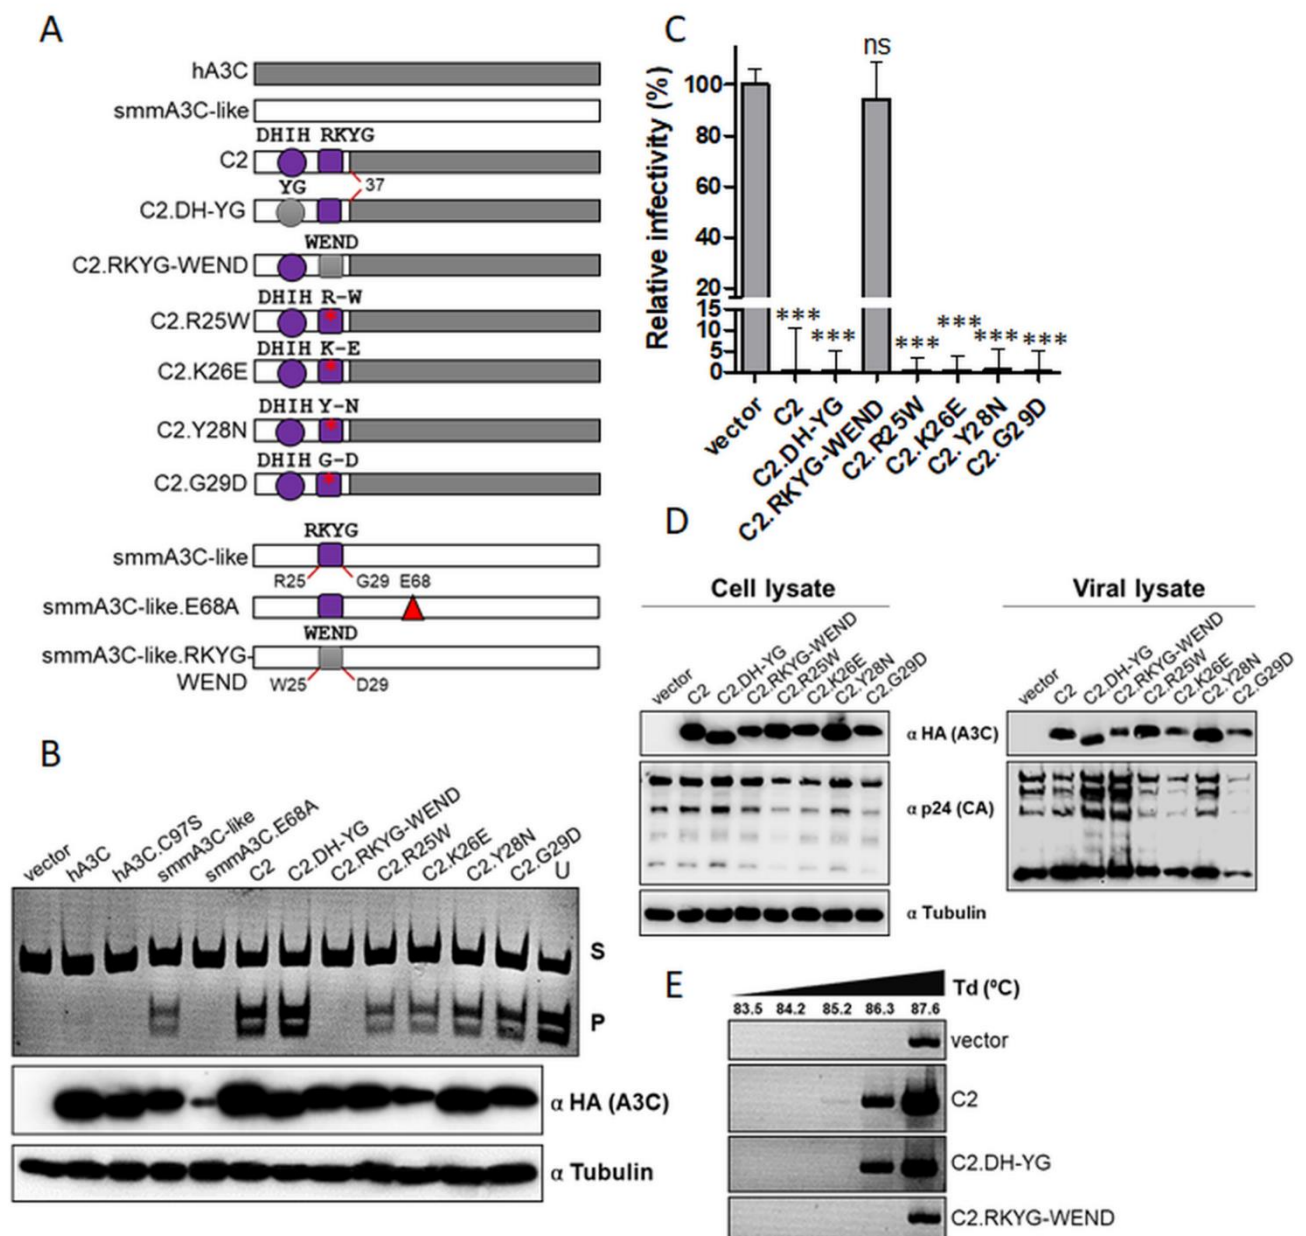 A
hA3C
smmA3C-like
DHIH RKYG
C2
37
YG
C2.DH-YG
WEND
C2.RKYG-WEND
DHIH R-W
C2.R25W
DHIH K-E
C2.K26E
DHIH Y-N
C2.Y28N
DHIH G-D
C2.G29D
RKYG
smmA3C-like
R25 G29 E68
smmA3C-like.E68A
WEND
smmA3C-like.RKYG-
WEND
W25 D29
B
vector
hA3C
hA3C.C97S
smmA3C-like
smmA3C.E68A
C2
C2.DH-YG
C2.RKYG-WEND
C2.R25W
C2.K26E
C2.Y28N
C2.G29D
U
S
P
α HA (A3C)
α Tubulin
C
Relative infectivity (%)
100
80
60
40
20
15
10
5
0
ns
***
***
***
***
***
***
vector
C2
C2.DH-YG
C2.RKYG-WEND
C2.R25W
C2.K26E
C2.Y28N
C2.G29D
D
Cell lysate
Viral lysate
vector
C2
C2.DH-YG
C2.RKYG-WEND
C2.R25W
C2.K26E
C2.Y28N
C2.G29D
vector
C2
C2.DH-YG
C2.RKYG-WEND
C2.R25W
C2.K26E
C2.Y28N
C2.G29D
α HA (A3C)
α p24 (CA)
α Tubulin
E
Td (ºC)
83.5 84.2 85.2 86.3 87.6
vector
C2
C2.DH-YG
C2.RKYG-WEND